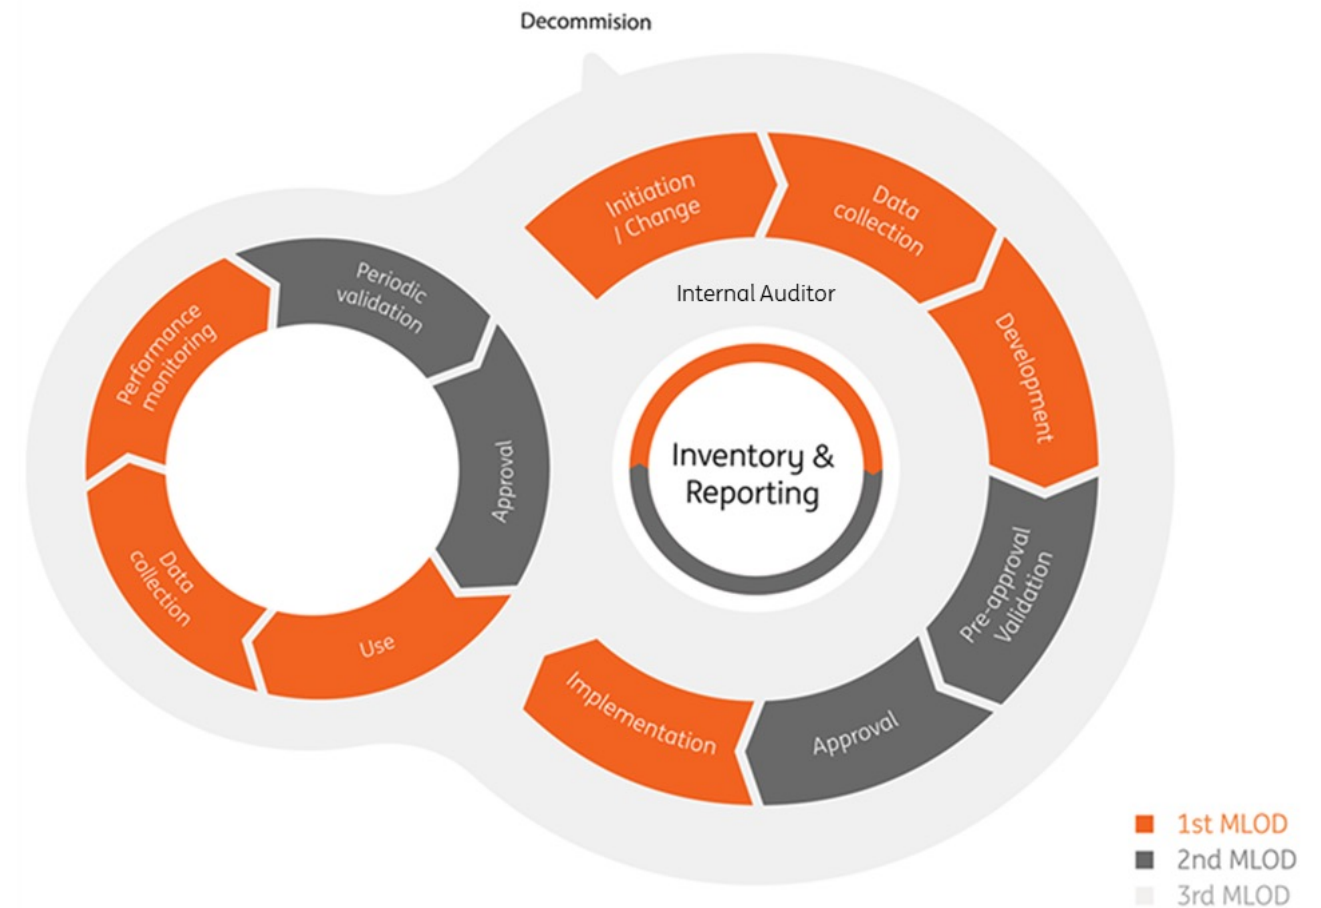 Decommision
Initiation
/ Change
Data
collection
Development
Pre-approval
Validation
Approval
Implementation
Internal Auditor
Inventory &
Reporting
Periodic
validation
Approval
Use
Data
collection
Performance
monitoring
1st MLOD
2nd MLOD
3rd MLOD